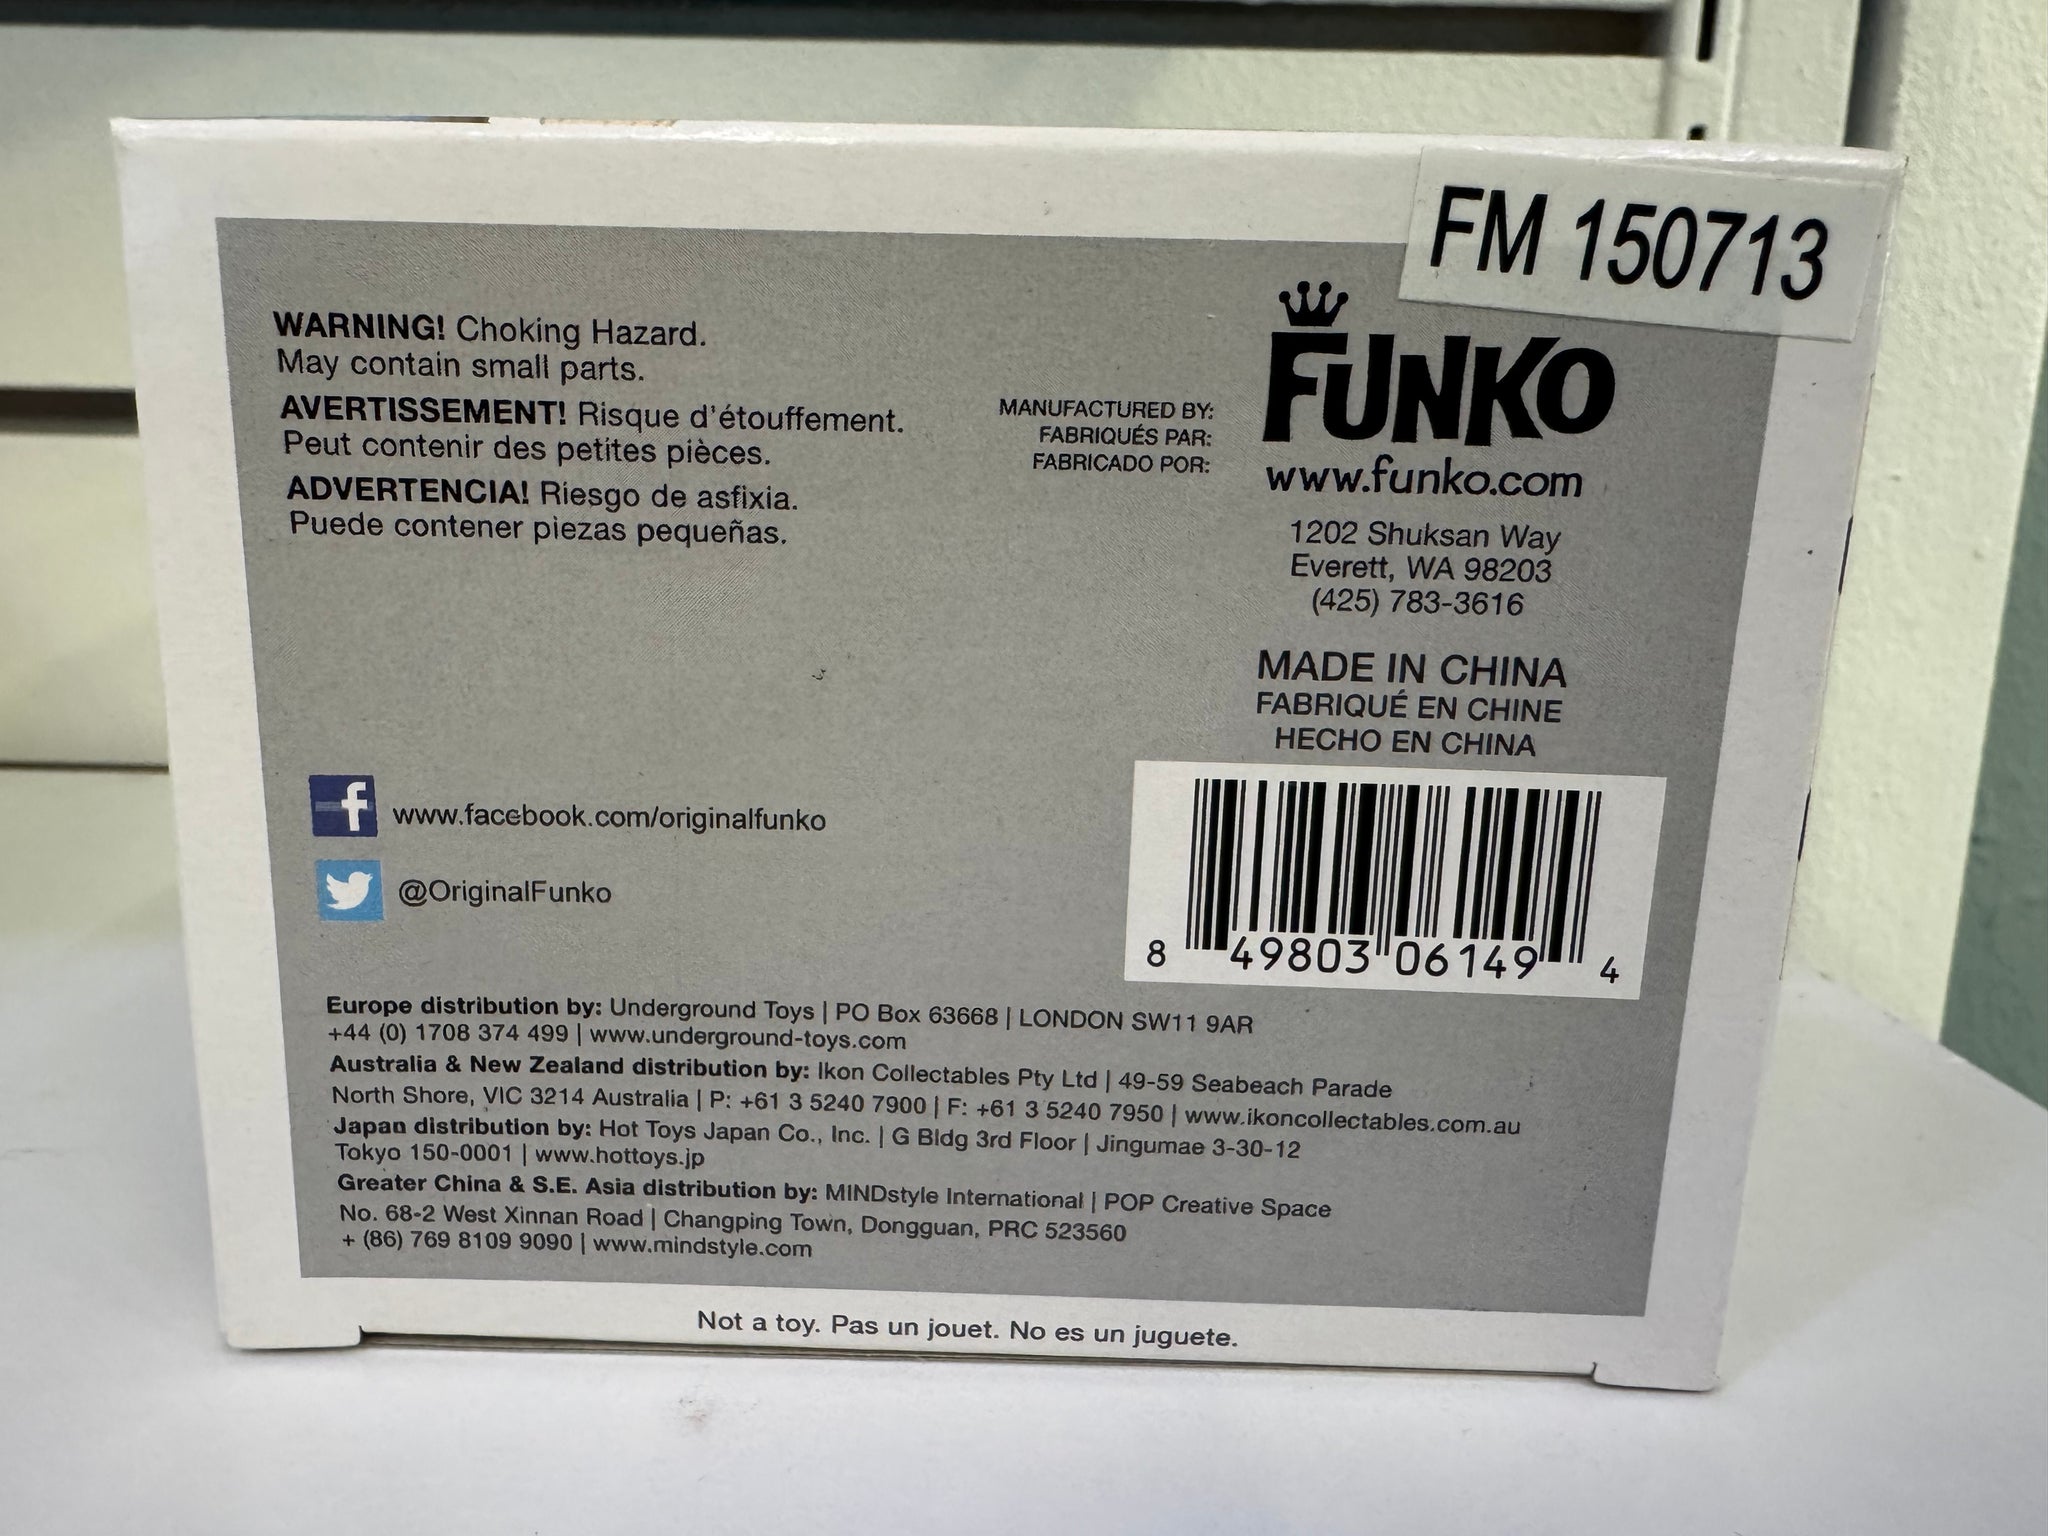 FM 150713
WARNING! Choking Hazard.
May contain small parts.
AVERTISSEMENT! Risque d'étouffement.
Peut contenir des petites pièces.
ADVERTENCIA! Riesgo de asfixia.
Puede contener piezas pequeñas.
MANUFACTURED BY:
FABRIQUÉS PAR:
FABRICADO POR:
FUNKO
www.funko.com
1202 Shuksan Way
Everett, WA 98203
(425) 783-3616
MADE IN CHINA
FABRIQUÉ EN CHINE
HECHO EN CHINA
f www.facebook.com/originalfunko
@OriginalFunko
8 49803 06149 4
Europe distribution by: Underground Toys | PO Box 63668 | LONDON SW11 9AR
+44 (0) 1708 374 499 | www.underground-toys.com
Australia & New Zealand distribution by: Ikon Collectables Pty Ltd | 49-59 Seabeach Parade
North Shore, VIC 3214 Australia | P: +61 3 5240 7900 | F: +61 3 5240 7950 | www.ikoncollectables.com.au
Japan distribution by: Hot Toys Japan Co., Inc. | G Bldg 3rd Floor | Jingumae 3-30-12
Tokyo 150-0001 | www.hottoys.jp
Greater China & S.E. Asia distribution by: MINDstyle International | POP Creative Space
No. 68-2 West Xinnan Road | Changping Town, Dongguan, PRC 523560
+ (86) 769 8109 9090 | www.mindstyle.com
Not a toy. Pas un jouet. No es un juguete.